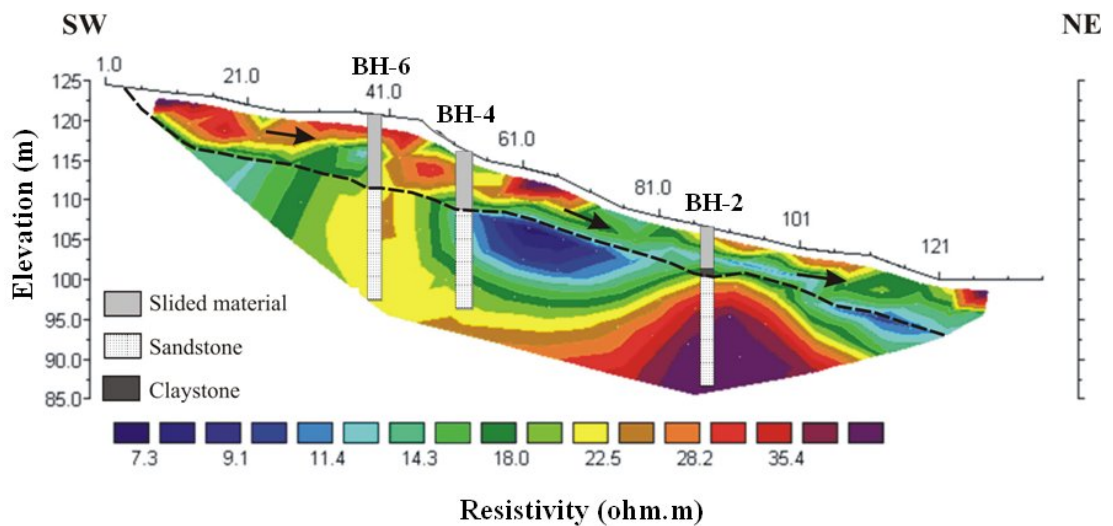 SW
NE
BH-6
1.0
125
21.0
41.0
BH-4
120
61.0
115
81.0
110
BH-2
101
105
121
Elevation (m)
100
Slided material
95.0
Sandstone
90.0
Claystone
85.0
7.3 9.1 11.4 14.3 18.0 22.5 28.2 35.4
Resistivity (ohm.m)